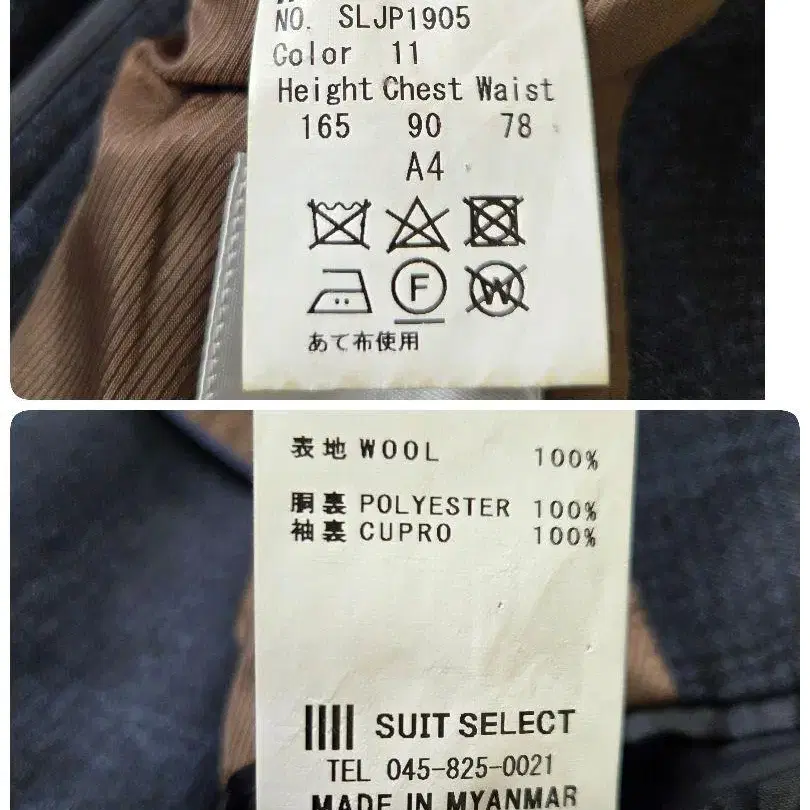 NO. SLJP1905
Color 11
Height Chest Waist
165 90 78
A4
F W
あて布使用
表地 WOOL 100%
胴裏 POLYESTER 100%
袖裏 CUPRO 100%
SUIT SELECT
TEL 045-825-0021
MADE IN MYANMAR